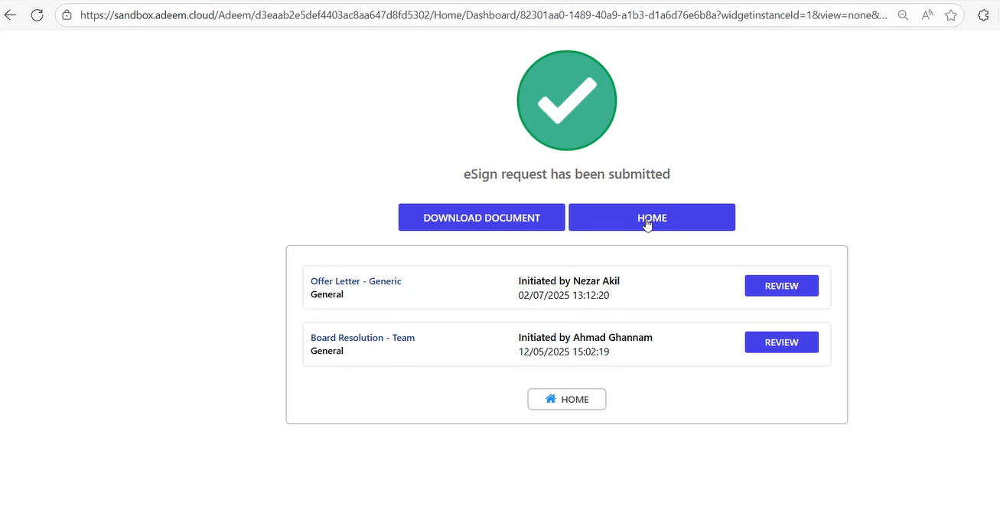 https://sandbox.adeem.cloud/Adeem/d3eaab2e5def4403ac8aa647d8fd5302/Home/Dashboard/82301aa0-1489-40a9-a1b3-d1a6d76e6b8a?widgetinstanceId=1&view=none&...
eSign request has been submitted
DOWNLOAD DOCUMENT HOME
Offer Letter - Generic Initiated by Nezar Akil REVIEW
General 02/07/2025 13:12:20
Board Resolution - Team Initiated by Ahmad Ghannam REVIEW
General 12/05/2025 15:02:19
HOME